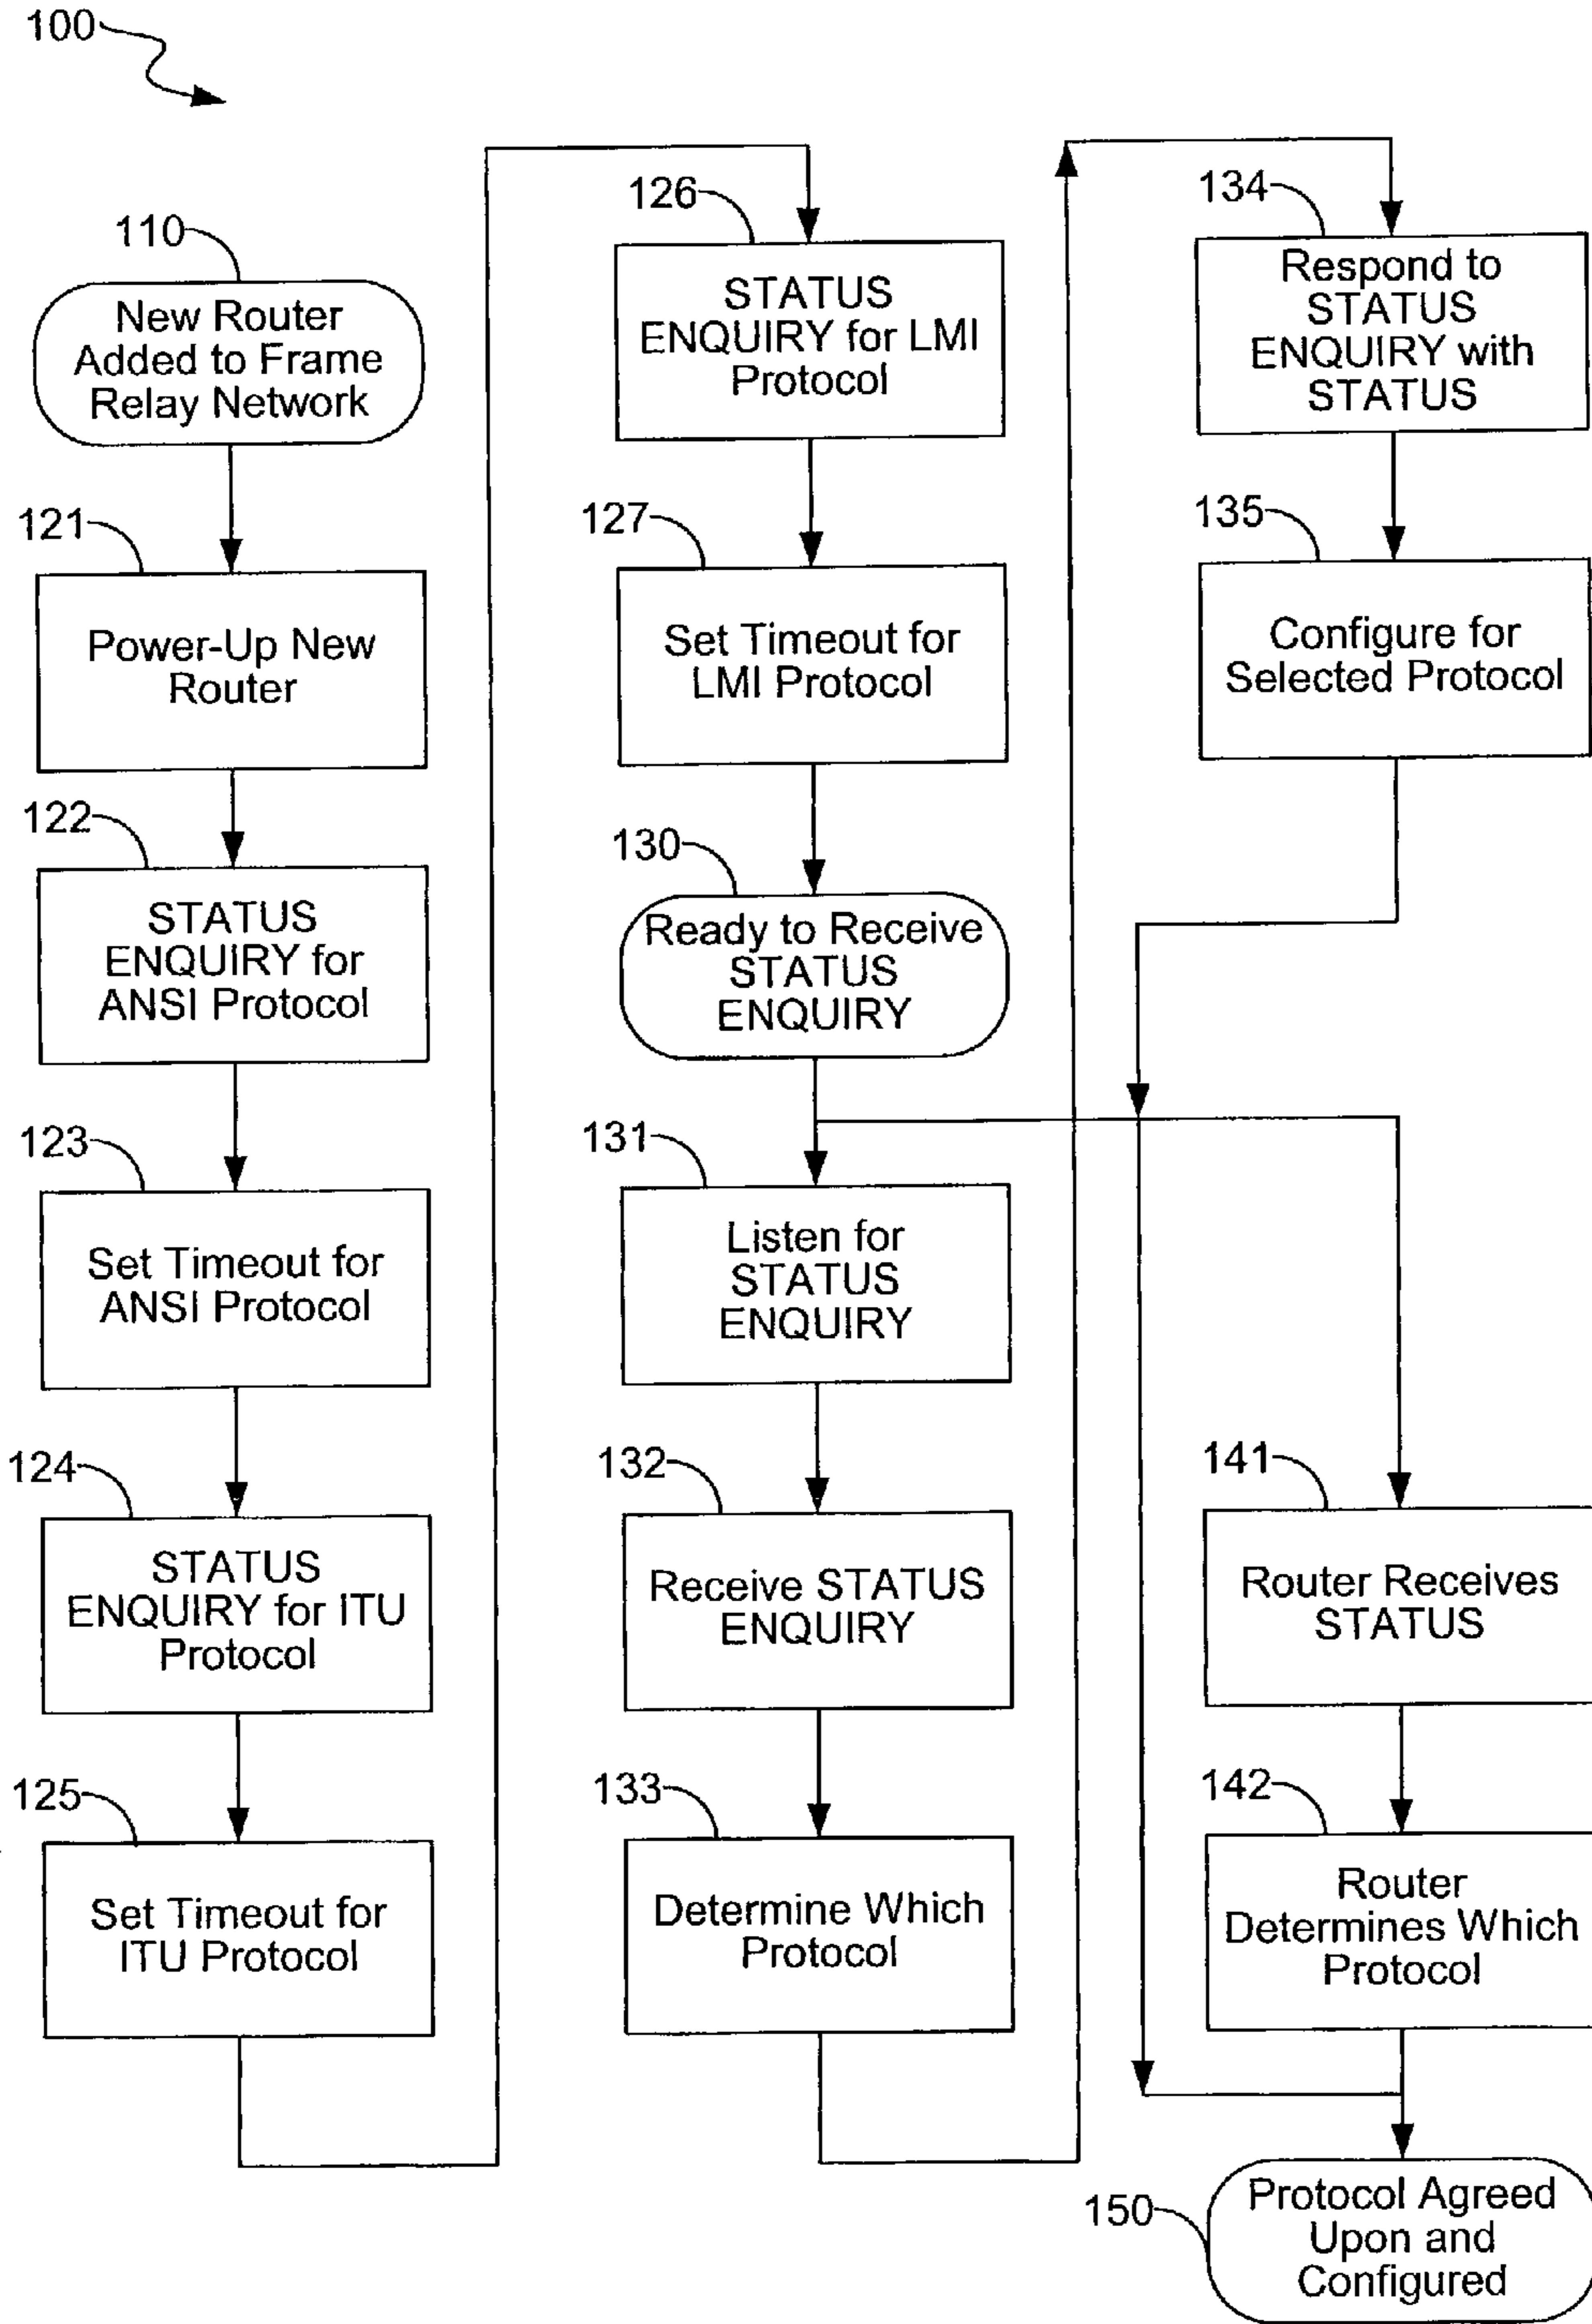 100
110
New Router
Added to Frame
Relay Network
121
Power-Up New
Router
122
STATUS
ENQUIRY for
ANSI Protocol
123
Set Timeout for
ANSI Protocol
124
STATUS
ENQUIRY for ITU
Protocol
125
Set Timeout for
ITU Protocol
126
STATUS
ENQUIRY for LMI
Protocol
127
Set Timeout for
LMI Protocol
130
Ready to Receive
STATUS
ENQUIRY
131
Listen for
STATUS
ENQUIRY
132
Receive STATUS
ENQUIRY
133
Determine Which
Protocol
134
Respond to
STATUS
ENQUIRY with
STATUS
135
Configure for
Selected Protocol
141
Router Receives
STATUS
142
Router
Determines Which
Protocol
150
Protocol Agreed
Upon and
Configured